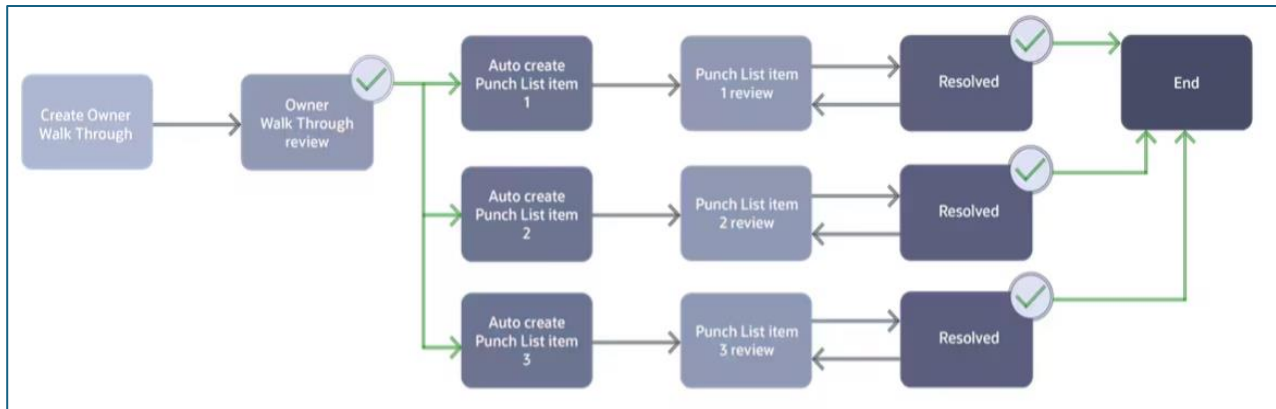 Create Owner
Walk Through
Owner
Walk Through
review
Auto create
Punch List item
1
Punch List item
1 review
Resolved
End
Auto create
Punch List item
2
Punch List item
2 review
Resolved
Auto create
Punch List item
3
Punch List item
3 review
Resolved